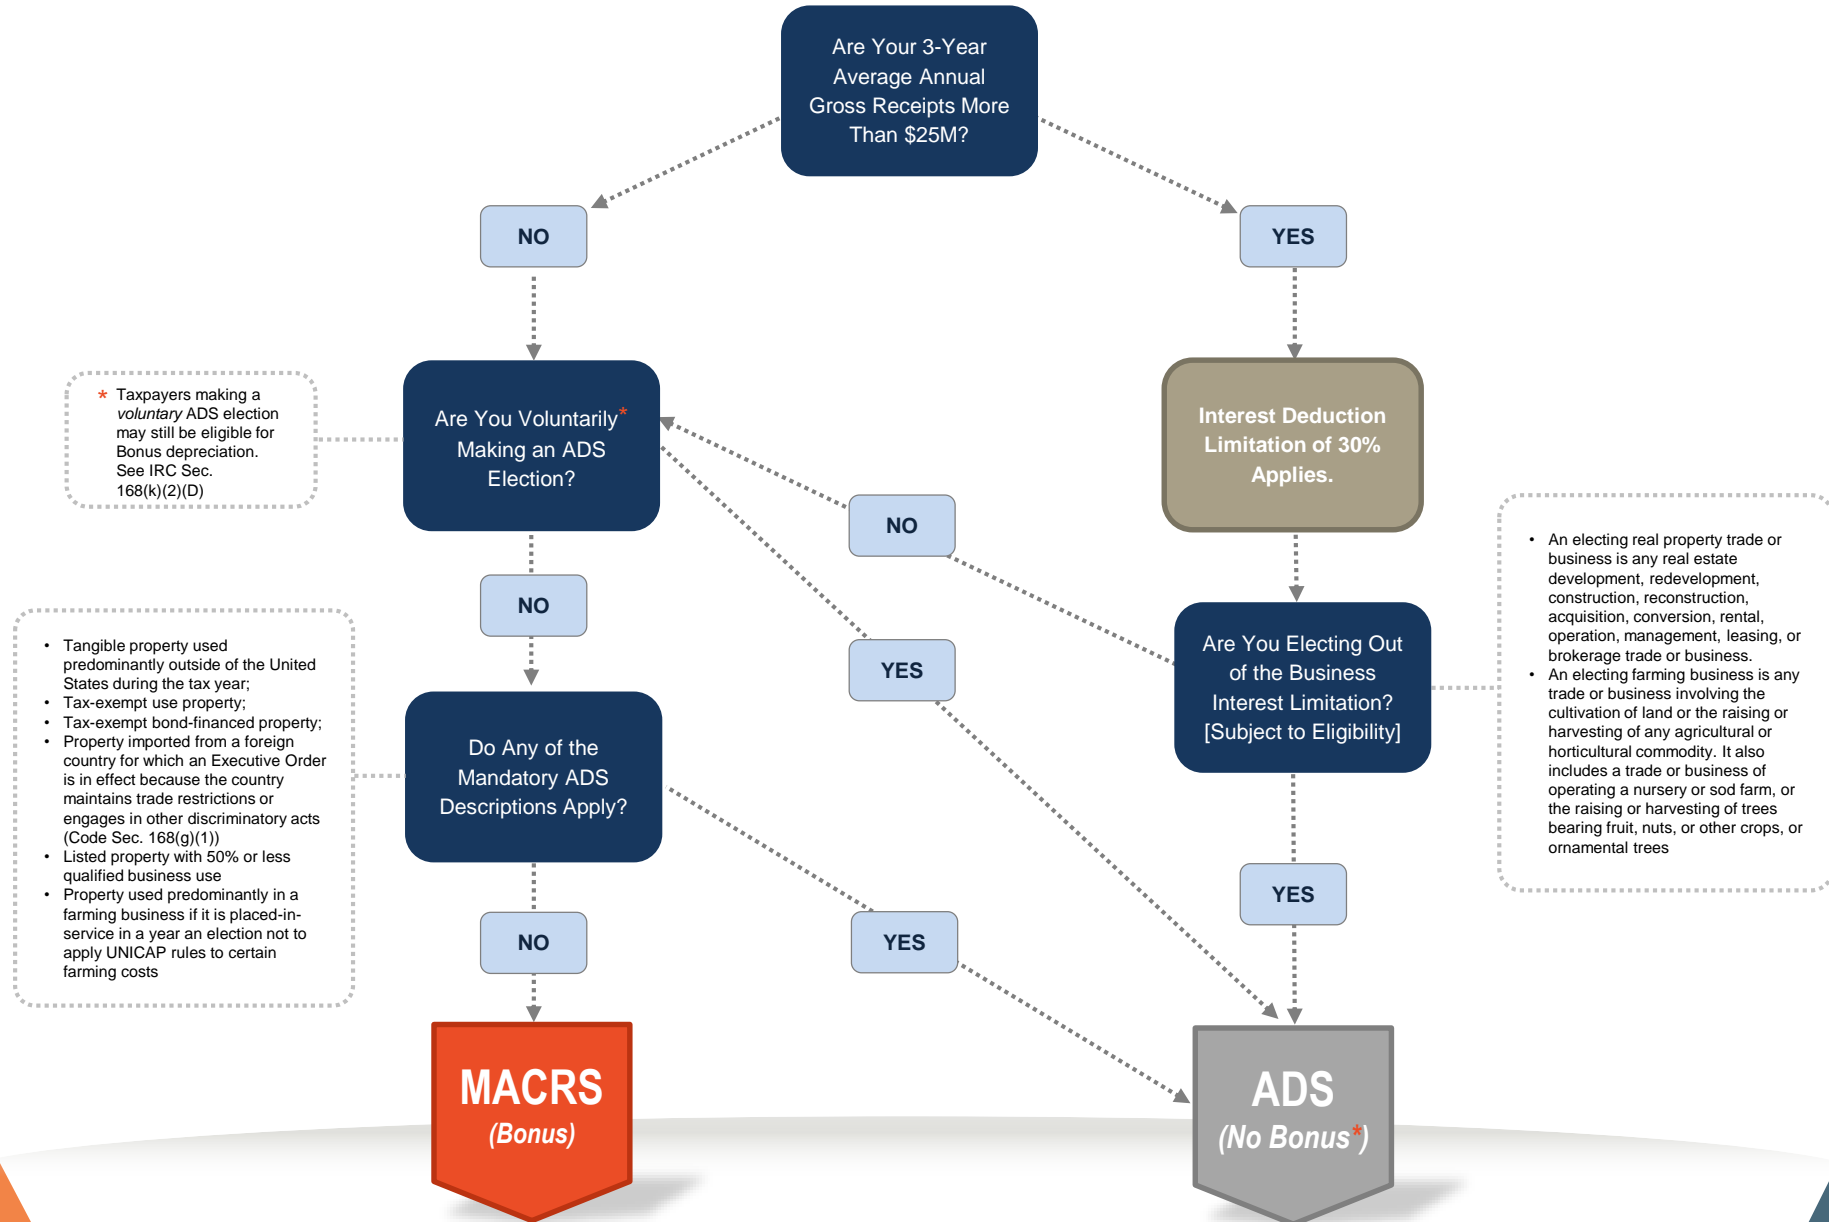 Are Your 3-Year
Average Annual
Gross Receipts More
Than $25M?
NO
YES
* Taxpayers making a
voluntary ADS election
may still be eligible for
Bonus depreciation.
See IRC Sec.
168(k)(2)(D)
Are You Voluntarily*
Making an ADS
Election?
Interest Deduction
Limitation of 30%
Applies.
NO
• An electing real property trade or
business is any real estate
development, redevelopment,
construction, reconstruction,
acquisition, conversion, rental,
operation, management, leasing, or
brokerage trade or business.
• An electing farming business is any
trade or business involving the
cultivation of land or the raising or
harvesting of any agricultural or
horticultural commodity. It also
includes a trade or business of
operating a nursery or sod farm, or
the raising or harvesting of trees
bearing fruit, nuts, or other crops, or
ornamental trees
NO
YES
Are You Electing Out
of the Business
Interest Limitation?
[Subject to Eligibility]
• Tangible property used
predominantly outside of the United
States during the tax year;
• Tax-exempt use property;
• Tax-exempt bond-financed property;
• Property imported from a foreign
country for which an Executive Order
is in effect because the country
maintains trade restrictions or
engages in other discriminatory acts
(Code Sec. 168(g)(1))
• Listed property with 50% or less
qualified business use
• Property used predominantly in a
farming business if it is placed-in-
service in a year an election not to
apply UNICAP rules to certain
farming costs
Do Any of the
Mandatory ADS
Descriptions Apply?
YES
NO
YES
MACRS
(Bonus)
ADS
(No Bonus*)